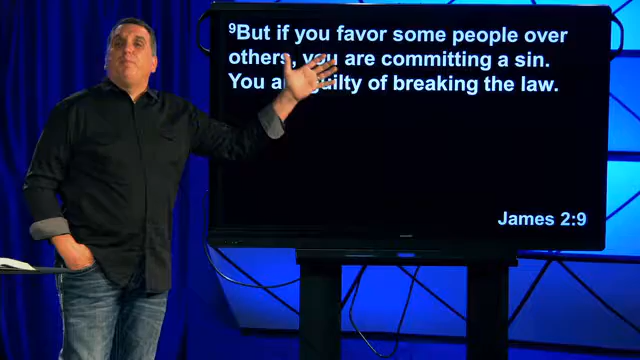 ⁹But if you favor some people over
others, you are committing a sin.
You guilty of breaking the law.
James 2:9